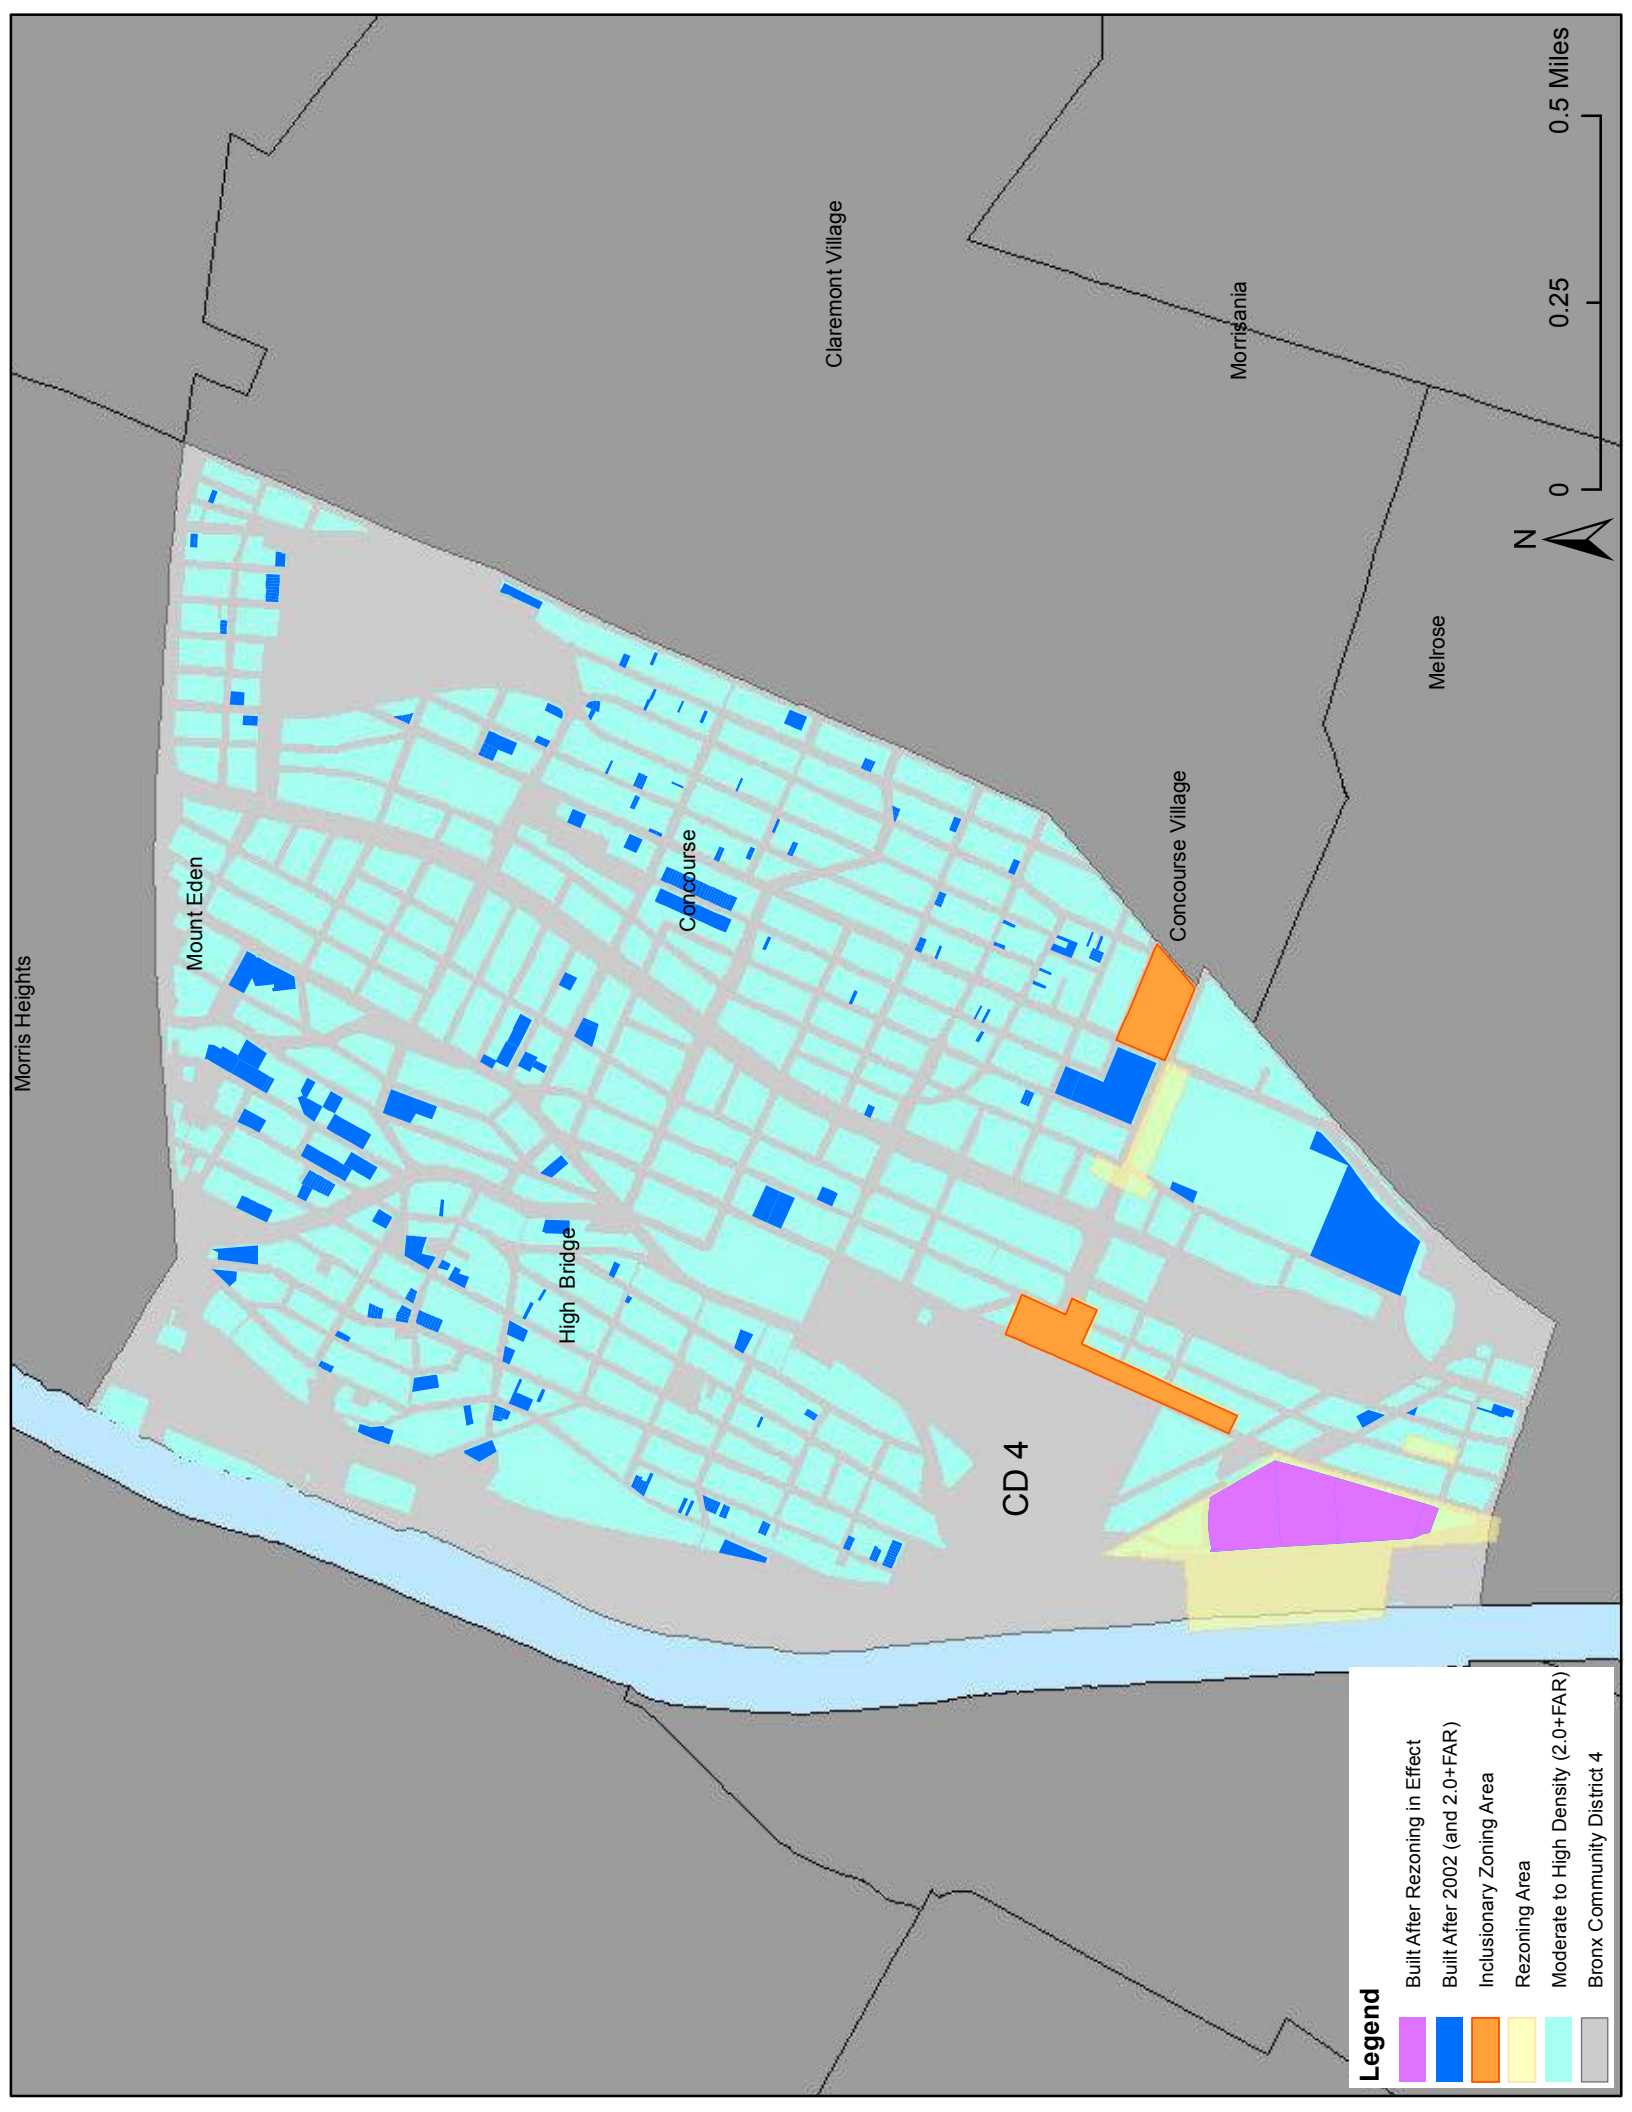 Morris Heights
Mount Eden
High Bridge
Concourse
Claremont Village
CD 4
Concourse Village
Morrisania
Melrose
N
0
0.25
0.5 Miles
Legend
Built After Rezoning in Effect
Built After 2002 (and 2.0+FAR)
Inclusionary Zoning Area
Rezoning Area
Moderate to High Density (2.0+FAR)
Bronx Community District 4